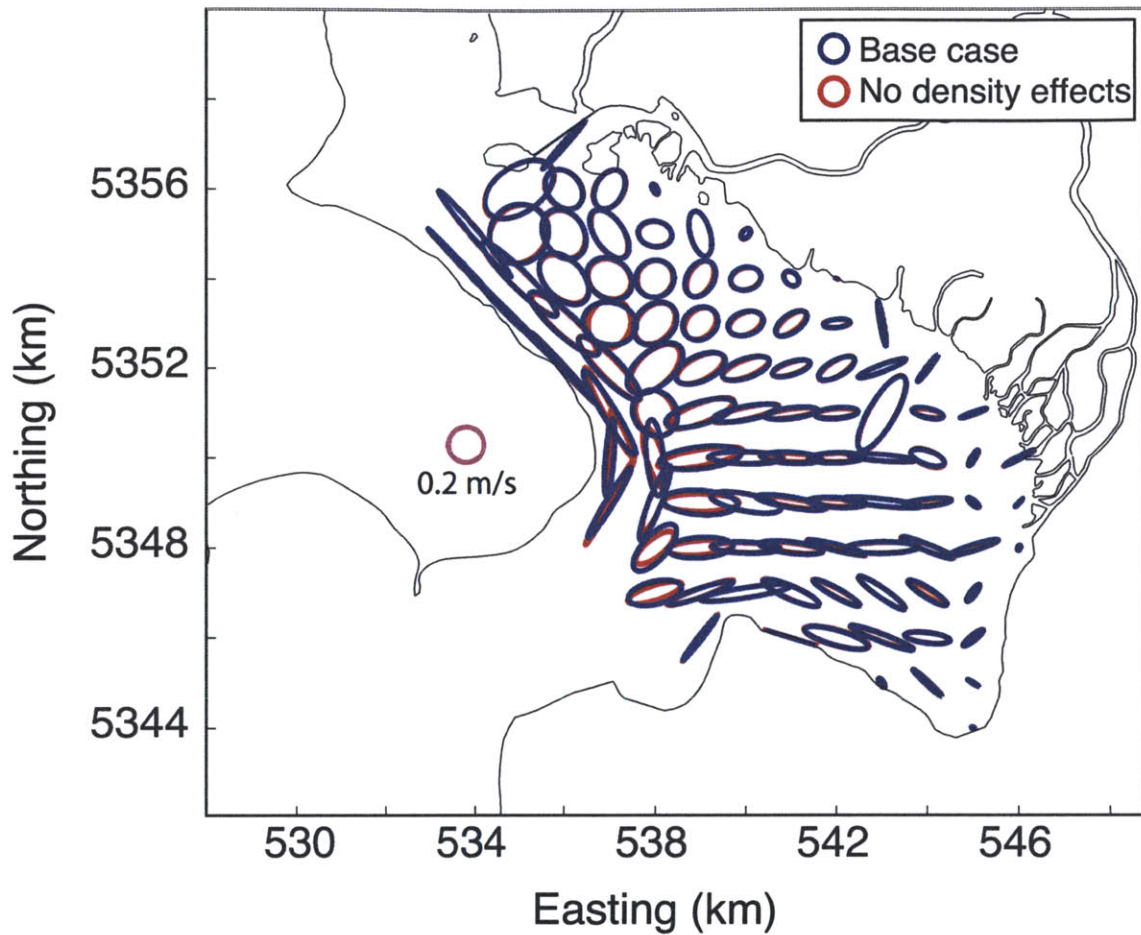 Base case
No density effects
5356
5352
5348
5344
Northing (km)
0.2 m/s
530
534
538
542
546
Easting (km)